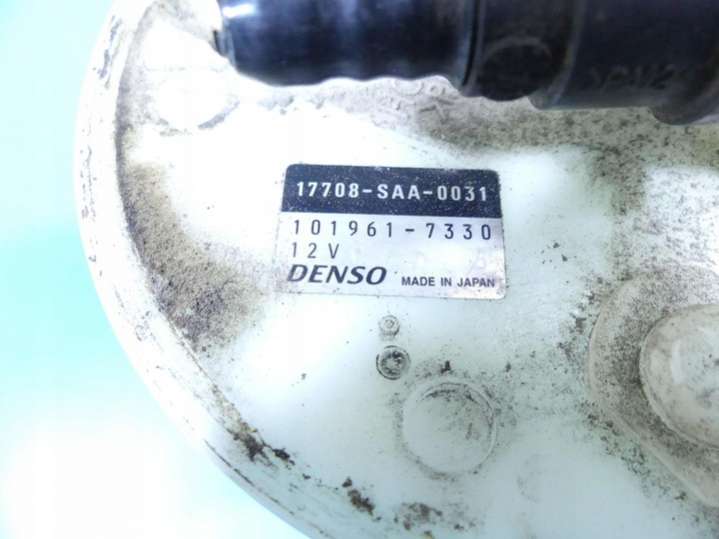 17708-SAA-0031
101961-7330
12V
DENSO MADE IN JAPAN